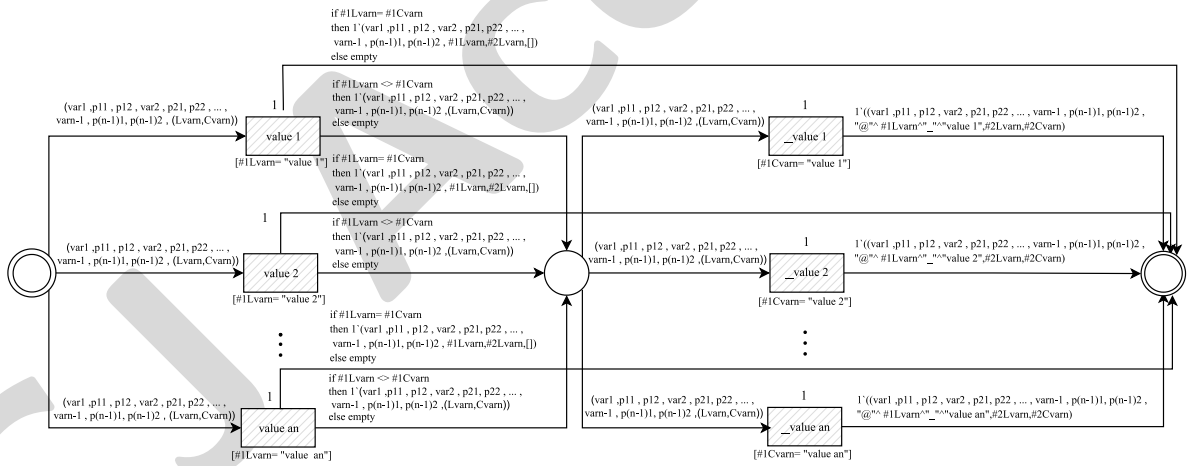 if #1Lvarn= #1Cvarn
then 1`(var1 ,p11 , p12 , var2 , p21, p22 , ... ,
varn-1 , p(n-1)1, p(n-1)2 , #1Lvarn,#2Lvarn,[])
else empty
(var1 ,p11 , p12 , var2 , p21, p22 , ... ,
varn-1 , p(n-1)1, p(n-1)2 , (Lvarn,Cvarn))
1
value 1
[#1Lvarn= "value 1"]
if #1Lvarn <> #1Cvarn
then 1`(var1 ,p11 , p12 , var2 , p21, p22 , ... ,
varn-1 , p(n-1)1, p(n-1)2 ,(Lvarn,Cvarn))
else empty
(var1 ,p11 , p12 , var2 , p21, p22 , ... ,
varn-1 , p(n-1)1, p(n-1)2 ,(Lvarn,Cvarn))
1
_value 1
[#1Cvarn= "value 1"]
1`((var1 , p11 , p12 , var2 , p21, p22 , ... , varn-1 , p(n-1)1, p(n-1)2 ,
"@"^ #1Lvarn^"_"^"value 1",#2Lvarn,#2Cvarn)
if #1Lvarn= #1Cvarn
then 1`(var1 ,p11 , p12 , var2 , p21, p22 , ... ,
varn-1 , p(n-1)1, p(n-1)2 , #1Lvarn,#2Lvarn,[])
else empty
(var1 ,p11 , p12 , var2 , p21, p22 , ... ,
varn-1 , p(n-1)1, p(n-1)2 , (Lvarn,Cvarn))
1
value 2
[#1Lvarn= "value 2"]
if #1Lvarn <> #1Cvarn
then 1`(var1 ,p11 , p12 , var2 , p21, p22 , ... ,
varn-1 , p(n-1)1, p(n-1)2 ,(Lvarn,Cvarn))
else empty
(var1 ,p11 , p12 , var2 , p21, p22 , ... ,
varn-1 , p(n-1)1, p(n-1)2 ,(Lvarn,Cvarn))
1
_value 2
[#1Cvarn= "value 2"]
1`((var1 , p11 , p12 , var2 , p21, p22 , ... , varn-1 , p(n-1)1, p(n-1)2 ,
"@"^ #1Lvarn^"_"^"value 2",#2Lvarn,#2Cvarn)
if #1Lvarn= #1Cvarn
then 1`(var1 ,p11 , p12 , var2 , p21, p22 , ... ,
varn-1 , p(n-1)1, p(n-1)2 , #1Lvarn,#2Lvarn,[])
else empty
(var1 ,p11 , p12 , var2 , p21, p22 , ... ,
varn-1 , p(n-1)1, p(n-1)2 , (Lvarn,Cvarn))
1
value an
[#1Lvarn= "value an"]
if #1Lvarn <> #1Cvarn
then 1`(var1 ,p11 , p12 , var2 , p21, p22 , ... ,
varn-1 , p(n-1)1, p(n-1)2 ,(Lvarn,Cvarn))
else empty
(var1 ,p11 , p12 , var2 , p21, p22 , ... ,
varn-1 , p(n-1)1, p(n-1)2 ,(Lvarn,Cvarn))
1
_value an
[#1Cvarn= "value an"]
1`((var1 , p11 , p12 , var2 , p21, p22 , ... , varn-1 , p(n-1)1, p(n-1)2 ,
"@"^ #1Lvarn^"_"^"value an",#2Lvarn,#2Cvarn)